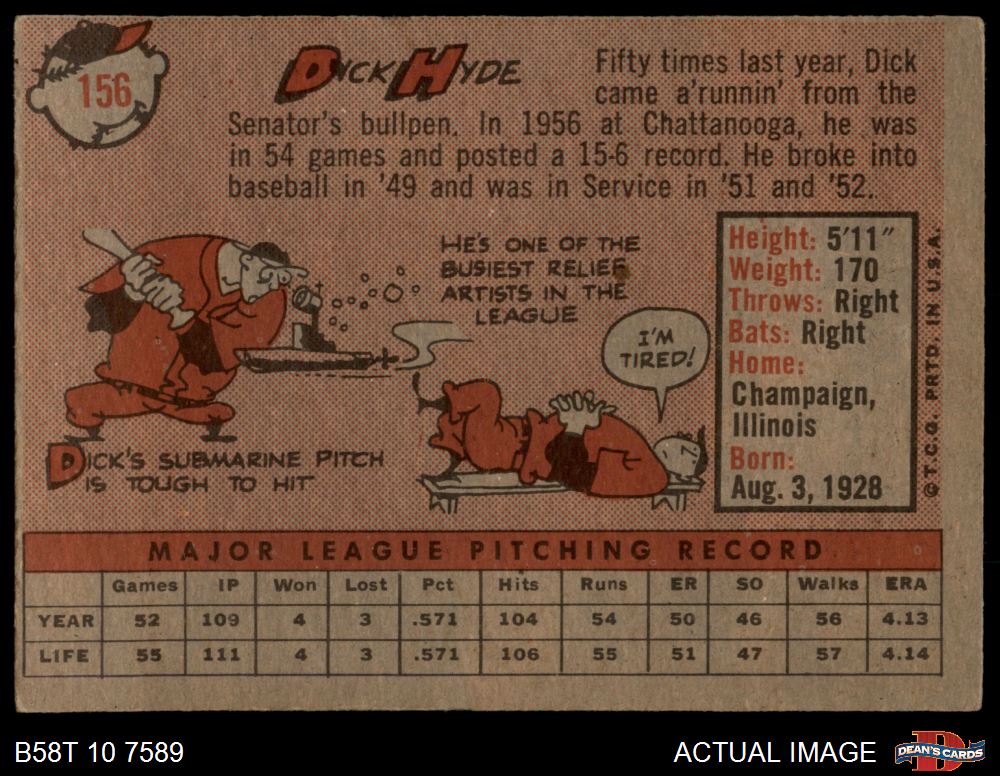 156
DICK HYDE
Fifty times last year, Dick
came a'runnin' from the
Senator's bullpen. In 1956 at Chattanooga, he was
in 54 games and posted a 15-6 record. He broke into
baseball in '49 and was in Service in '51 and '52.
HE'S ONE OF THE
BUSIEST RELIEF
ARTISTS IN THE
LEAGUE
I'M
TIRED!
DICK'S SUBMARINE PITCH
IS TOUGH TO HIT
Height: 5'11"
Weight: 170
Throws: Right
Bats: Right
Home:
Champaign,
Illinois
Born:
Aug. 3, 1928
© T.C.G. PRTD. IN U.S.A.
MAJOR LEAGUE PITCHING RECORD
Games IP Won Lost Pct Hits Runs ER SO Walks ERA
YEAR 52 109 4 3 .571 104 54 50 46 56 4.13
LIFE 55 111 4 3 .571 106 55 51 47 57 4.14
B58T 10 7589
ACTUAL IMAGE
DEAN'S CARDS